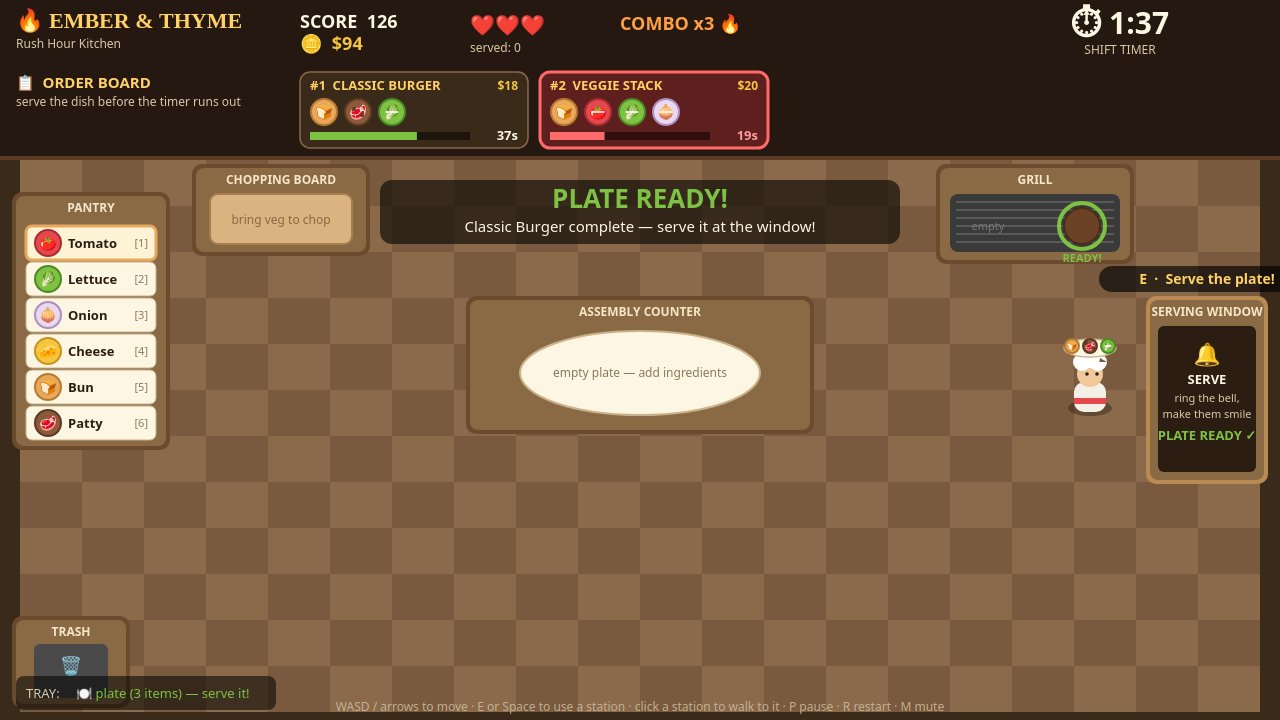 🔥 EMBER & THYME
Rush Hour Kitchen
SCORE 126
🪙 $94
served: 0
COMBO x3 🔥
⏱ 1:37
SHIFT TIMER
📋 ORDER BOARD
serve the dish before the timer runs out
#1 CLASSIC BURGER $18
37s
#2 VEGGIE STACK $20
19s
PANTRY
Tomato [1]
Lettuce [2]
Onion [3]
Cheese [4]
Bun [5]
Patty [6]
CHOPPING BOARD
bring veg to chop
PLATE READY!
Classic Burger complete — serve it at the window!
GRILL
empty
READY!
E · Serve the plate!
ASSEMBLY COUNTER
empty plate — add ingredients
SERVING WINDOW
🔔
SERVE
ring the bell,
make them smile
PLATE READY ✓
TRASH
TRAY: 🍽 plate (3 items) — serve it!
WASD / arrows to move · E or Space to use a station · click a station to walk to it · P pause · R restart · M mute